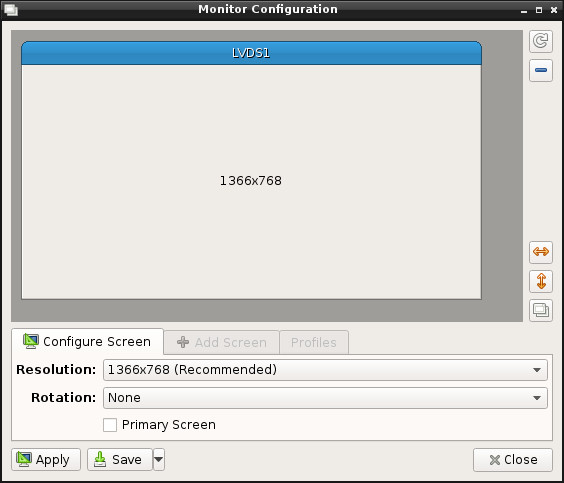 Monitor Configuration
LVDS1
1366x768
Configure Screen
Add Screen
Profiles
Resolution: 1366x768 (Recommended)
Rotation: None
Primary Screen
Apply
Save
Close